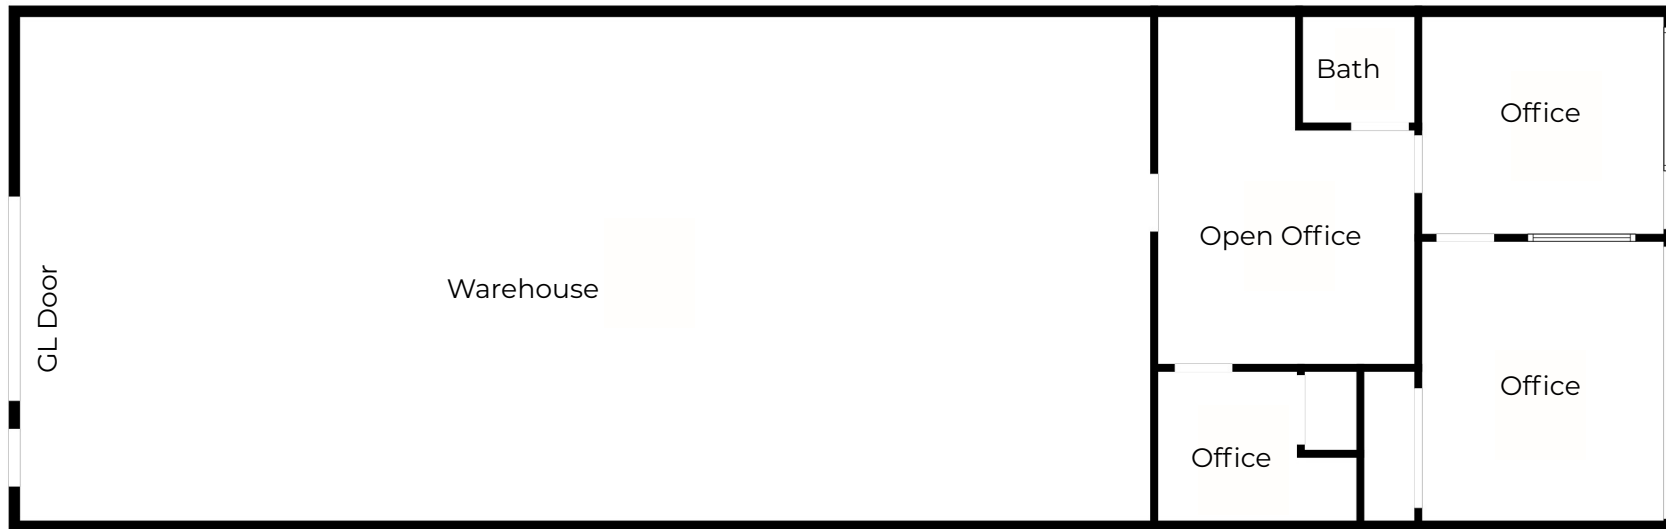 Bath
Office
Open Office
Warehouse
GL Door
Office
Office